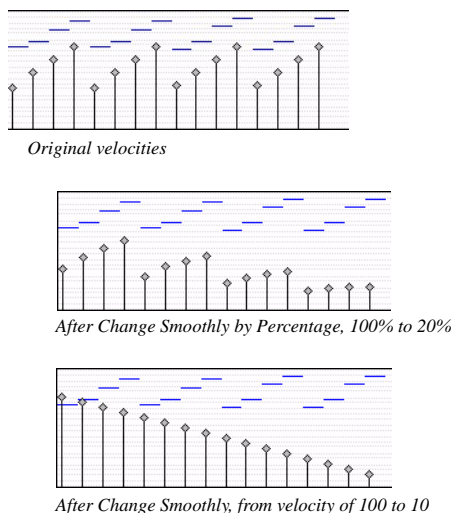 Original velocities
After Change Smoothly by Percentage, 100% to 20%
After Change Smoothly, from velocity of 100 to 10